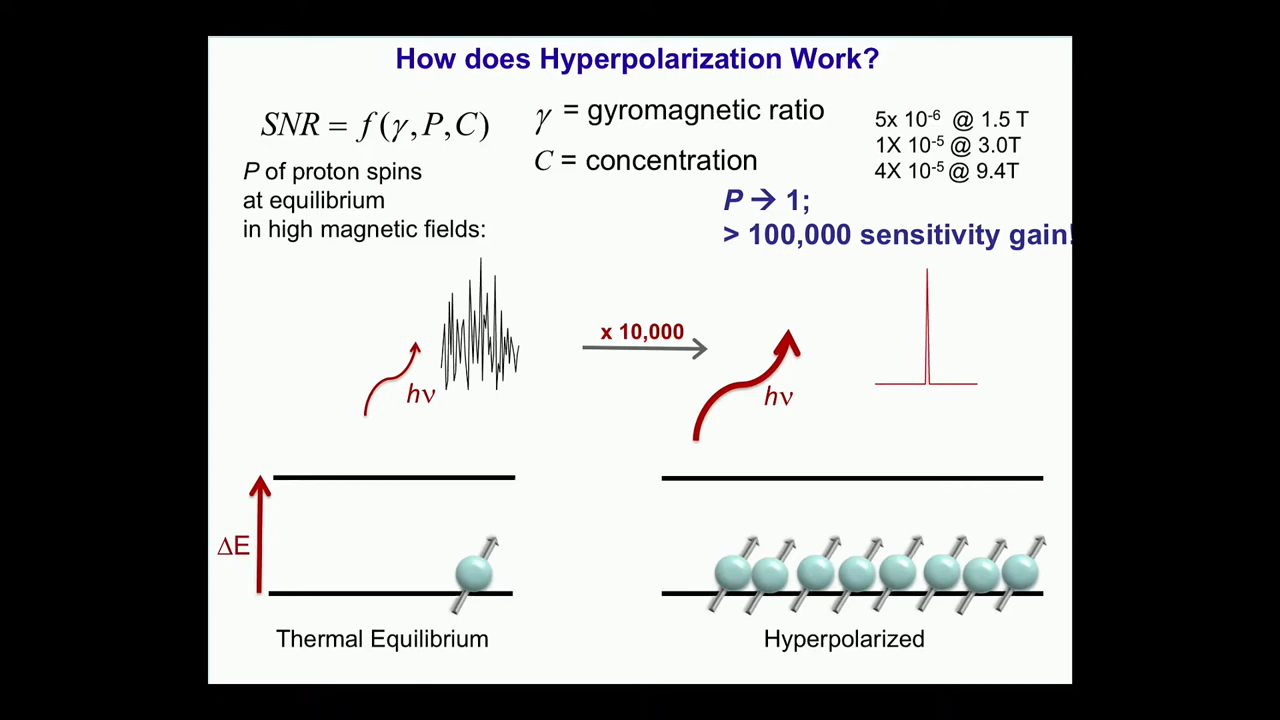 How does Hyperpolarization Work?
SNR = f(γ, P, C)
γ = gyromagnetic ratio
C = concentration
5x 10⁻⁶ @ 1.5 T
1X 10⁻⁵ @ 3.0T
4X 10⁻⁵ @ 9.4T
P of proton spins
at equilibrium
in high magnetic fields:
P → 1;
> 100,000 sensitivity gain!
x 10,000
hν
hν
ΔE
Thermal Equilibrium
Hyperpolarized